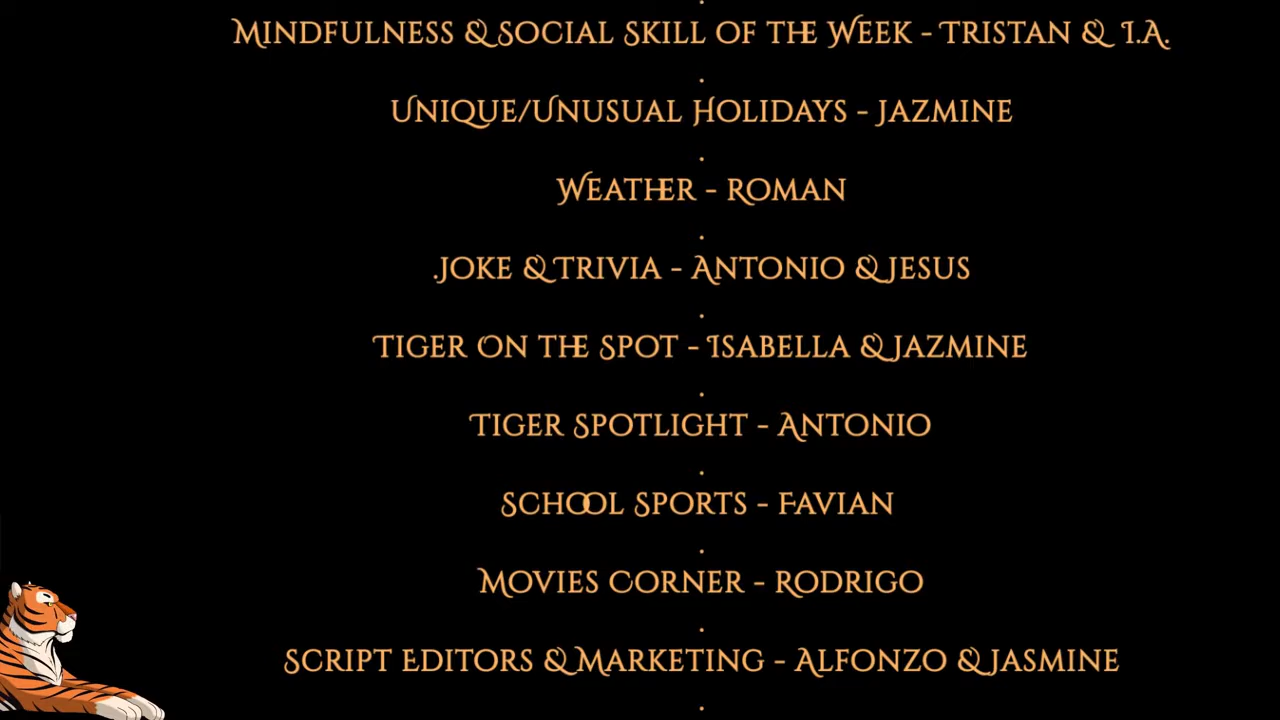 Mindfulness & Social Skill of the Week - Tristan & I.A.
.
Unique/Unusual Holidays - Jazmine
.
Weather - Roman
.
.Joke & Trivia - Antonio & Jesus
.
Tiger On the Spot - Isabella & Jazmine
.
Tiger Spotlight - Antonio
.
School Sports - Favian
.
Movies Corner - Rodrigo
.
Script Editors & Marketing - Alfonzo & Jasmine
.